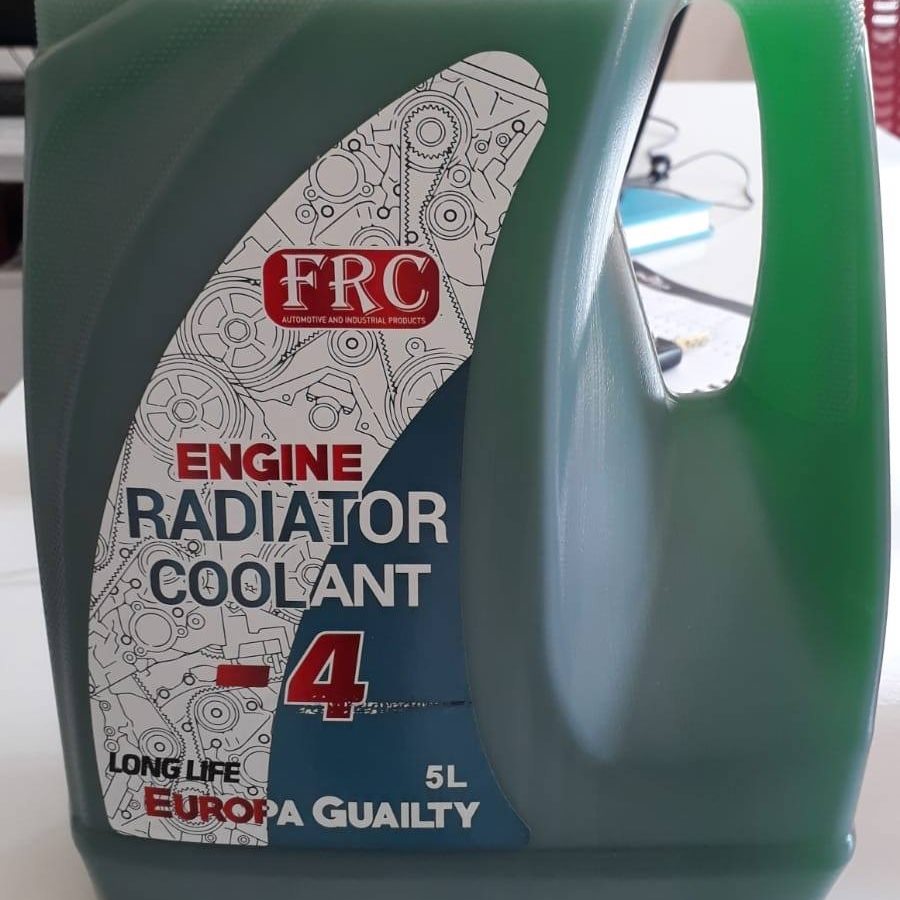 FRC
AUTOMOTIVE AND INDUSTRIAL PRODUCTS
ENGINE
RADIATOR
COOLANT
-4
LONG LIFE
5L
EUROPA GUAILTY